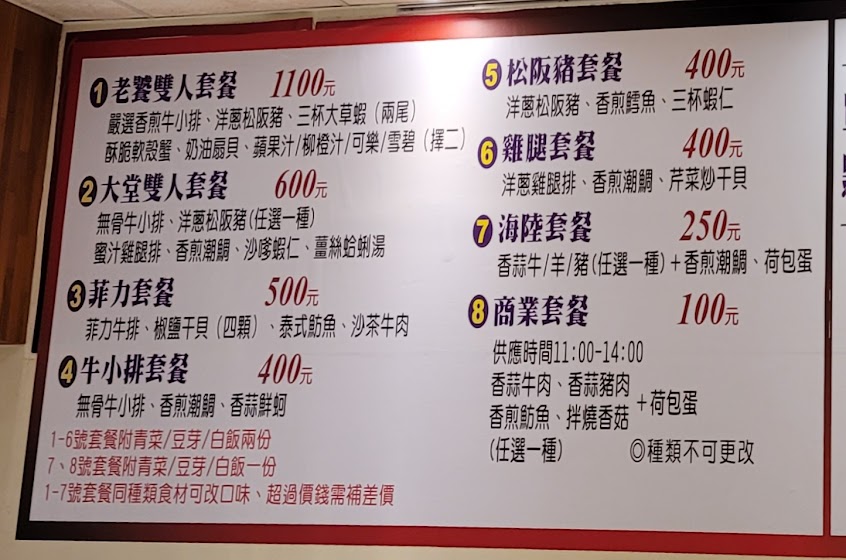 1 老饕雙人套餐 1100元
嚴選香煎牛小排、洋蔥松阪豬、三杯大草蝦（兩尾）
酥脆軟殼蟹、奶油扇貝、蘋果汁/柳橙汁/可樂/雪碧（擇二）
2 大堂雙人套餐 600元
無骨牛小排、洋蔥松阪豬(任選一種)
蜜汁雞腿排、香煎潮鯛、沙嗲蝦仁、薑絲蛤蜊湯
3 菲力套餐 500元
菲力牛排、椒鹽干貝（四顆）、泰式魴魚、沙茶牛肉
4 牛小排套餐 400元
無骨牛小排、香煎潮鯛、香蒜鮮蚵
1-6號套餐附青菜/豆芽/白飯兩份
7、8號套餐附青菜/豆芽/白飯一份
1-7號套餐同種類食材可改口味、超過價錢需補差價
5 松阪豬套餐 400元
洋蔥松阪豬、香煎鱈魚、三杯蝦仁
6 雞腿套餐 400元
洋蔥雞腿排、香煎潮鯛、芹菜炒干貝
7 海陸套餐 250元
香蒜牛/羊/豬(任選一種)＋香煎潮鯛、荷包蛋
8 商業套餐 100元
供應時間11:00-14:00
香蒜牛肉、香蒜豬肉
香煎魴魚、拌燒香菇
＋荷包蛋
(任選一種) ◎種類不可更改